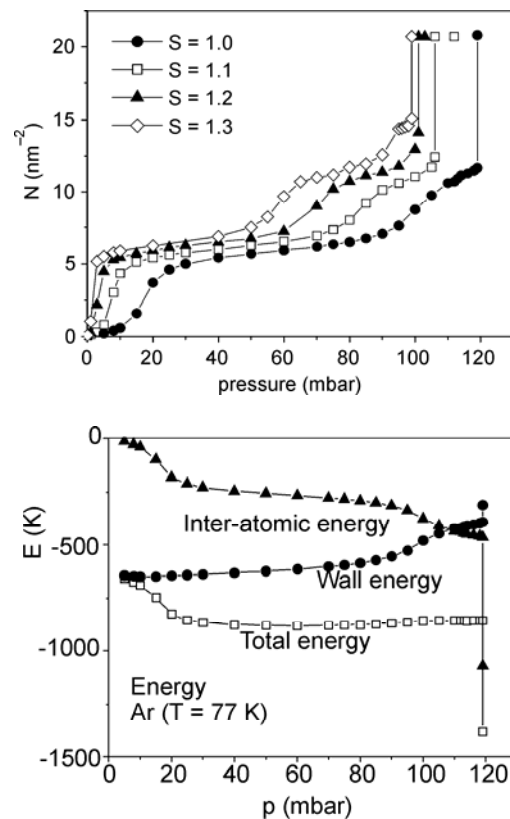 20
15
10
5
0
N (nm⁻²)
S = 1.0
S = 1.1
S = 1.2
S = 1.3
0 20 40 60 80 100 120
pressure (mbar)
0
-500
-1000
-1500
E (K)
Inter-atomic energy
Wall energy
Total energy
Energy
Ar (T = 77 K)
0 20 40 60 80 100 120
p (mbar)